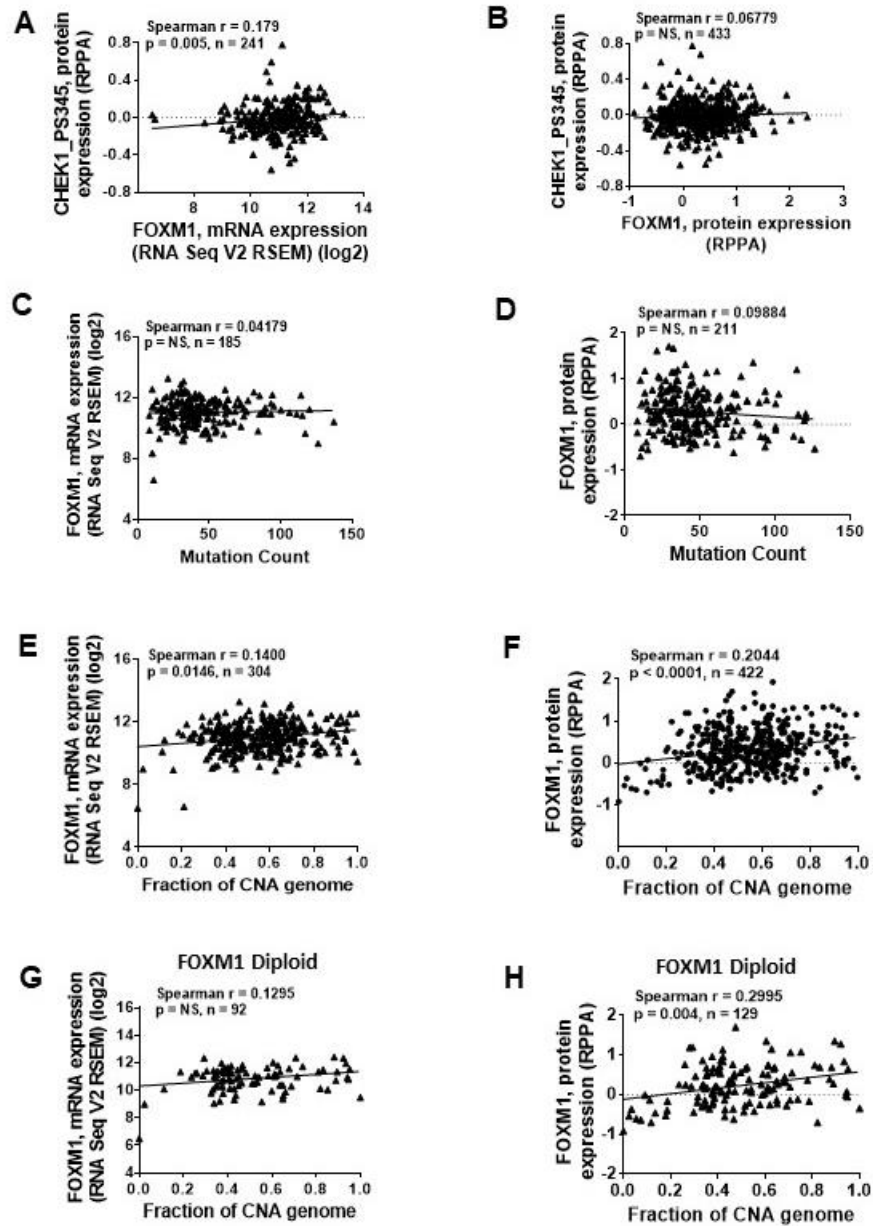 A
Spearman r = 0.179
p = 0.005, n = 241
CHEK1_PS345, protein
expression (RPPA)
0.8
0.4
0.0
-0.4
-0.8
8
10
12
14
FOXM1, mRNA expression
(RNA Seq V2 RSEM) (log2)
B
Spearman r = 0.06779
p = NS, n = 433
CHEK1_PS345, protein
expression (RPPA)
0.8
0.4
0.0
-0.4
-0.8
-1
0
1
2
3
FOXM1, protein expression
(RPPA)
C
Spearman r = 0.04179
p = NS, n = 185
FOXM1, mRNA expression
(RNA Seq V2 RSEM) (log2)
16
12
8
4
0
50
100
150
Mutation Count
D
Spearman r = 0.09884
p = NS, n = 211
FOXM1, protein
expression (RPPA)
2
1
0
-1
-2
0
50
100
150
Mutation Count
E
Spearman r = 0.1400
p = 0.0146, n = 304
FOXM1, mRNA expression
(RNA Seq V2 RSEM) (log2)
16
12
8
4
0.0
0.2
0.4
0.6
0.8
1.0
Fraction of CNA genome
F
Spearman r = 0.2044
p < 0.0001, n = 422
FOXM1, protein
expression (RPPA)
2
1
0
-1
0.0
0.2
0.4
0.6
0.8
1.0
Fraction of CNA genome
G
FOXM1 Diploid
Spearman r = 0.1295
p = NS, n = 92
FOXM1, mRNA expression
(RNA Seq V2 RSEM) (log2)
16
14
12
10
8
6
4
0.0
0.2
0.4
0.6
0.8
1.0
Fraction of CNA genome
H
FOXM1 Diploid
Spearman r = 0.2995
p = 0.004, n = 129
FOXM1, protein
expression (RPPA)
2
1
0
-1
-2
0.0
0.2
0.4
0.6
0.8
1.0
Fraction of CNA genome